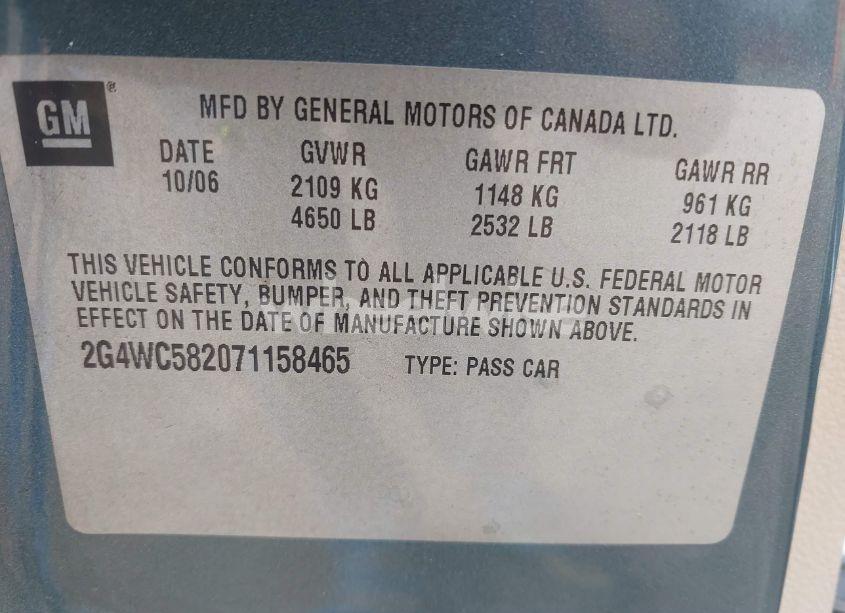 GM®
MFD BY GENERAL MOTORS OF CANADA LTD.
DATE GVWR GAWR FRT GAWR RR
10/06 2109 KG 1148 KG 961 KG
4650 LB 2532 LB 2118 LB
THIS VEHICLE CONFORMS TO ALL APPLICABLE U.S. FEDERAL MOTOR
VEHICLE SAFETY, BUMPER, AND THEFT PREVENTION STANDARDS IN
EFFECT ON THE DATE OF MANUFACTURE SHOWN ABOVE.
2G4WC582071158465 TYPE: PASS CAR